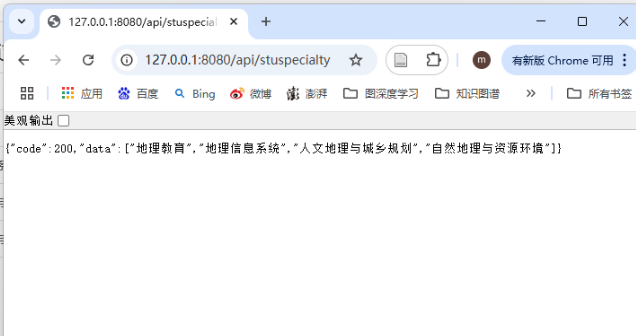 127.0.0.1:8080/api/stuspecial
127.0.0.1:8080/api/stuspecialty
m
有新版 Chrome 可用
应用 百度 Bing 微博 澎湃 图深度学习 知识图谱 » 所有书签
美观输出
{"code":200,"data":["地理教育","地理信息系统","人文地理与城乡规划","自然地理与资源环境"]}